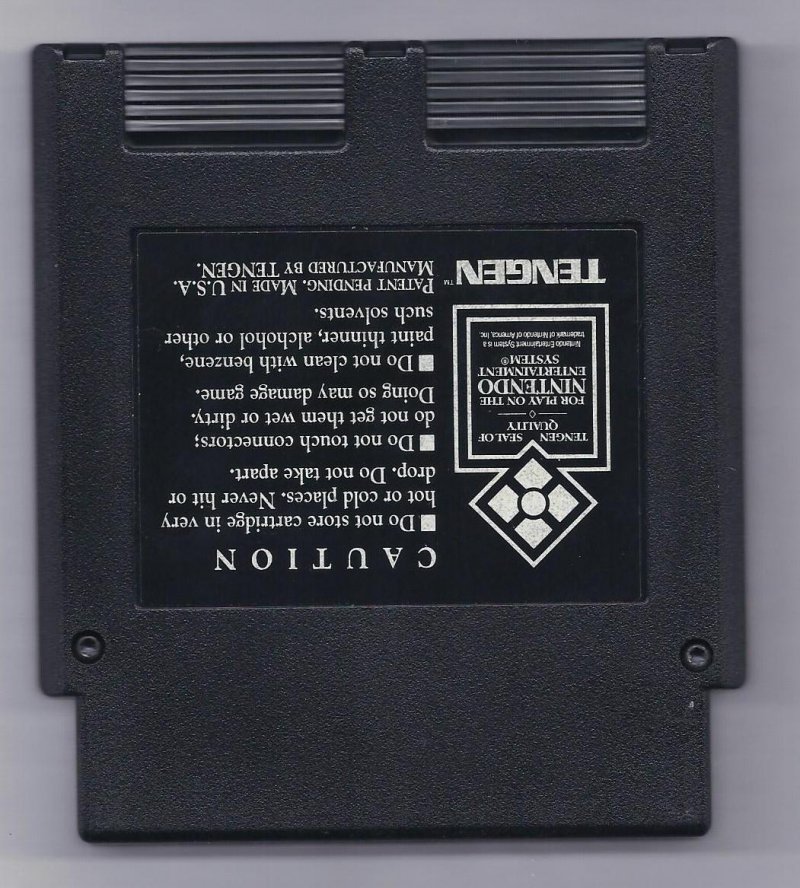 CAUTION
■ Do not store cartridge in very
hot or cold places. Never hit or
drop. Do not take apart.
■ Do not touch connectors;
do not get them wet or dirty.
Doing so may damage game.
■ Do not clean with benzene,
paint thinner, alchohol or other
such solvents.
PATENT PENDING. MADE IN U.S.A.
MANUFACTURED BY TENGEN.
TENGEN SEAL OF
QUALITY
FOR PLAY ON THE
NINTENDO
ENTERTAINMENT
SYSTEM®
Nintendo Entertainment System is a
trademark of Nintendo of America, Inc.
TENGEN™